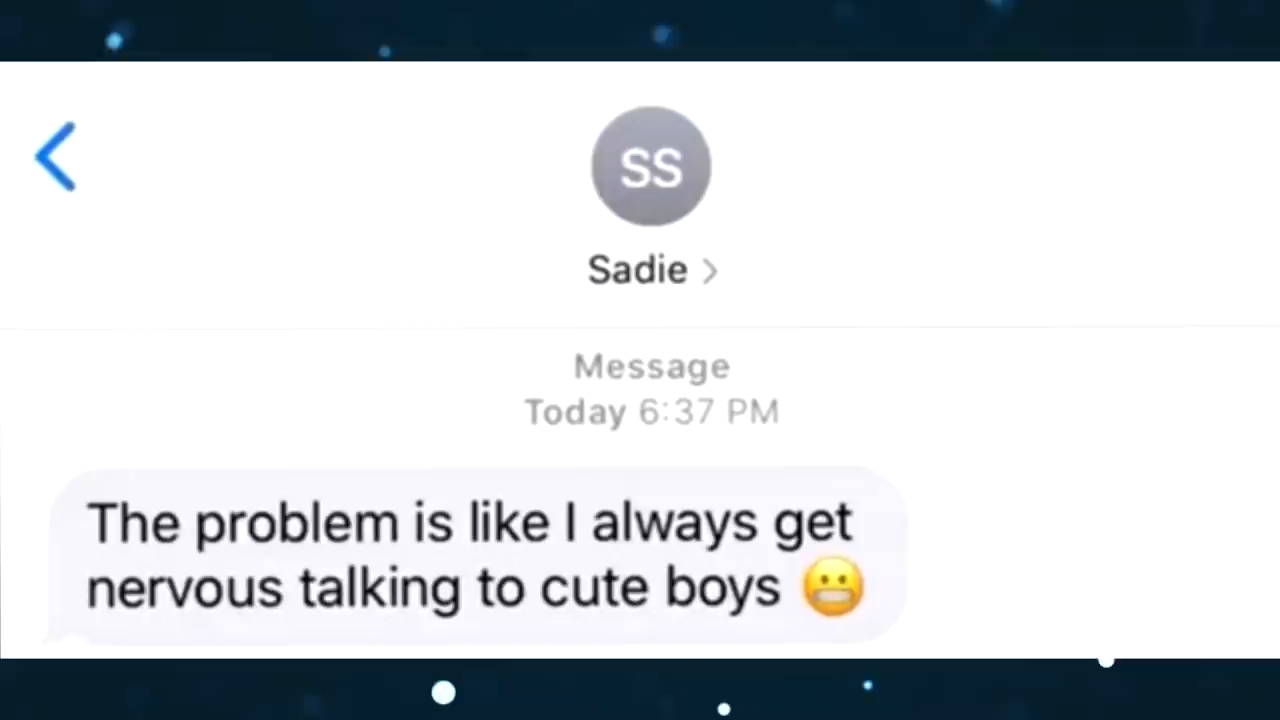 SS
Sadie >
Message
Today 6:37 PM
The problem is like I always get
nervous talking to cute boys 😬